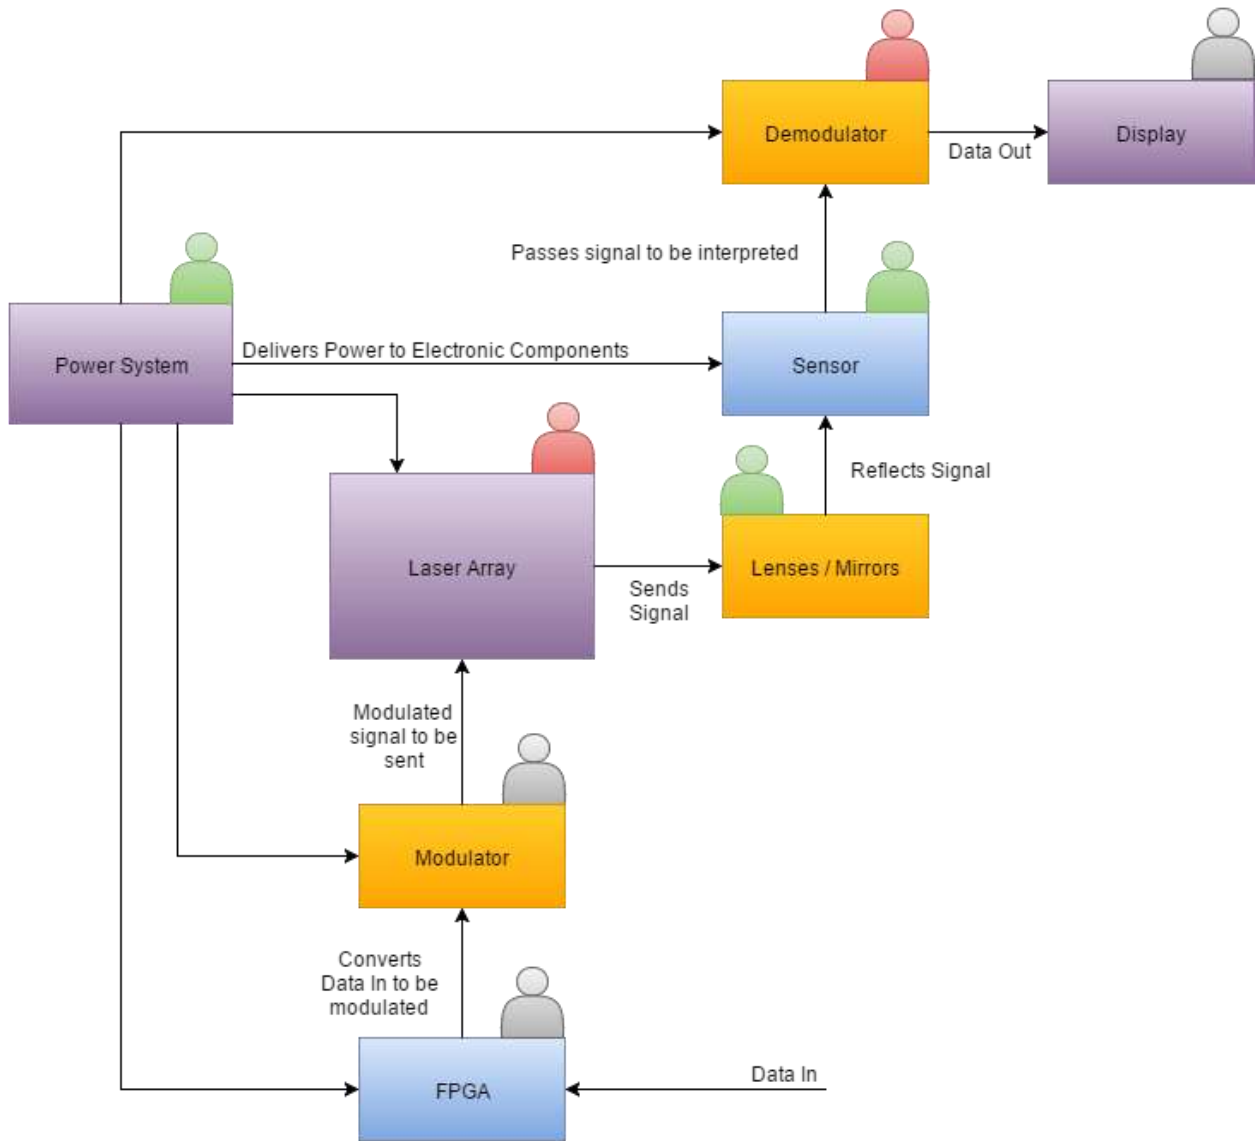 Demodulator
Display
Data Out
Passes signal to be interpreted
Power System
Delivers Power to Electronic Components
Sensor
Reflects Signal
Laser Array
Lenses / Mirrors
Sends
Signal
Modulated
signal to be
sent
Modulator
Converts
Data In to be
modulated
FPGA
Data In